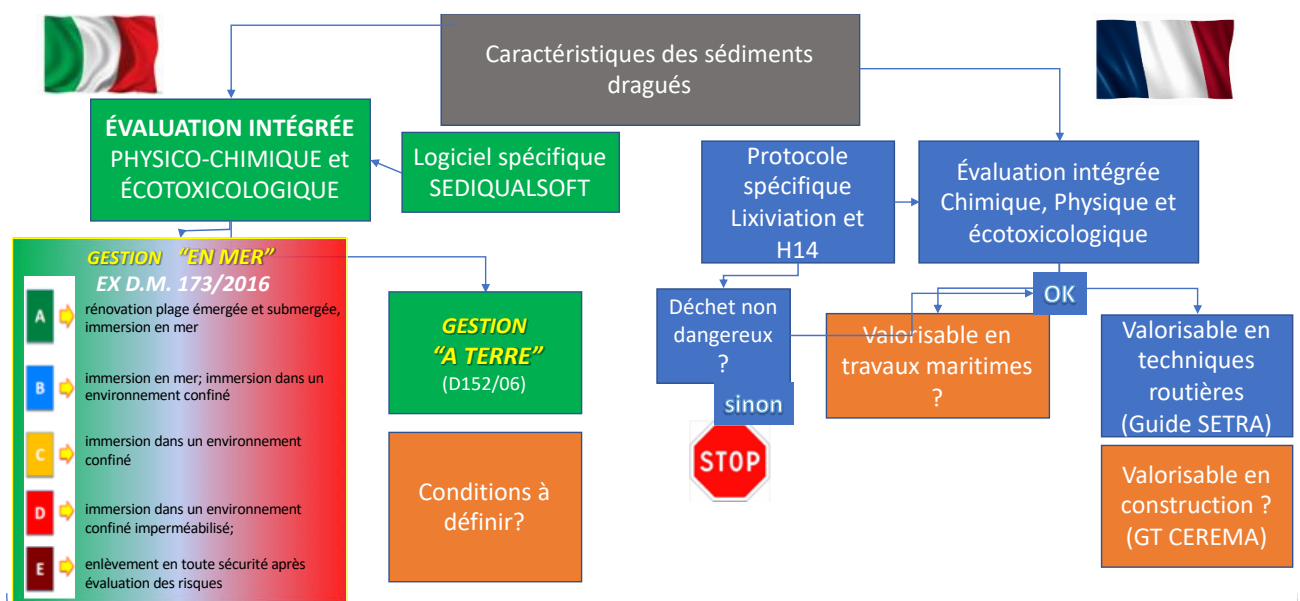 Caractéristiques des sédiments
dragués
ÉVALUATION INTÉGRÉE
PHYSICO-CHIMIQUE et
ÉCOTOXICOLOGIQUE
Logiciel spécifique
SEDIQUALSOFT
GESTION "EN MER"
EX D.M. 173/2016
A
rénovation plage émergée et submergée,
immersion en mer
B
immersion en mer; immersion dans un
environnement confiné
C
immersion dans un environnement
confiné
D
immersion dans un environnement
confiné imperméabilisé;
E
enlèvement en toute sécurité après
évaluation des risques
GESTION
"A TERRE"
(D152/06)
Conditions à
définir?
Protocole
spécifique
Lixiviation et
H14
Évaluation intégrée
Chimique, Physique et
écotoxicologique
Déchet non
dangereux
?
sinon
STOP
OK
Valorisable en
travaux maritimes
?
Valorisable en
techniques
routières
(Guide SETRA)
Valorisable en
construction ?
(GT CEREMA)